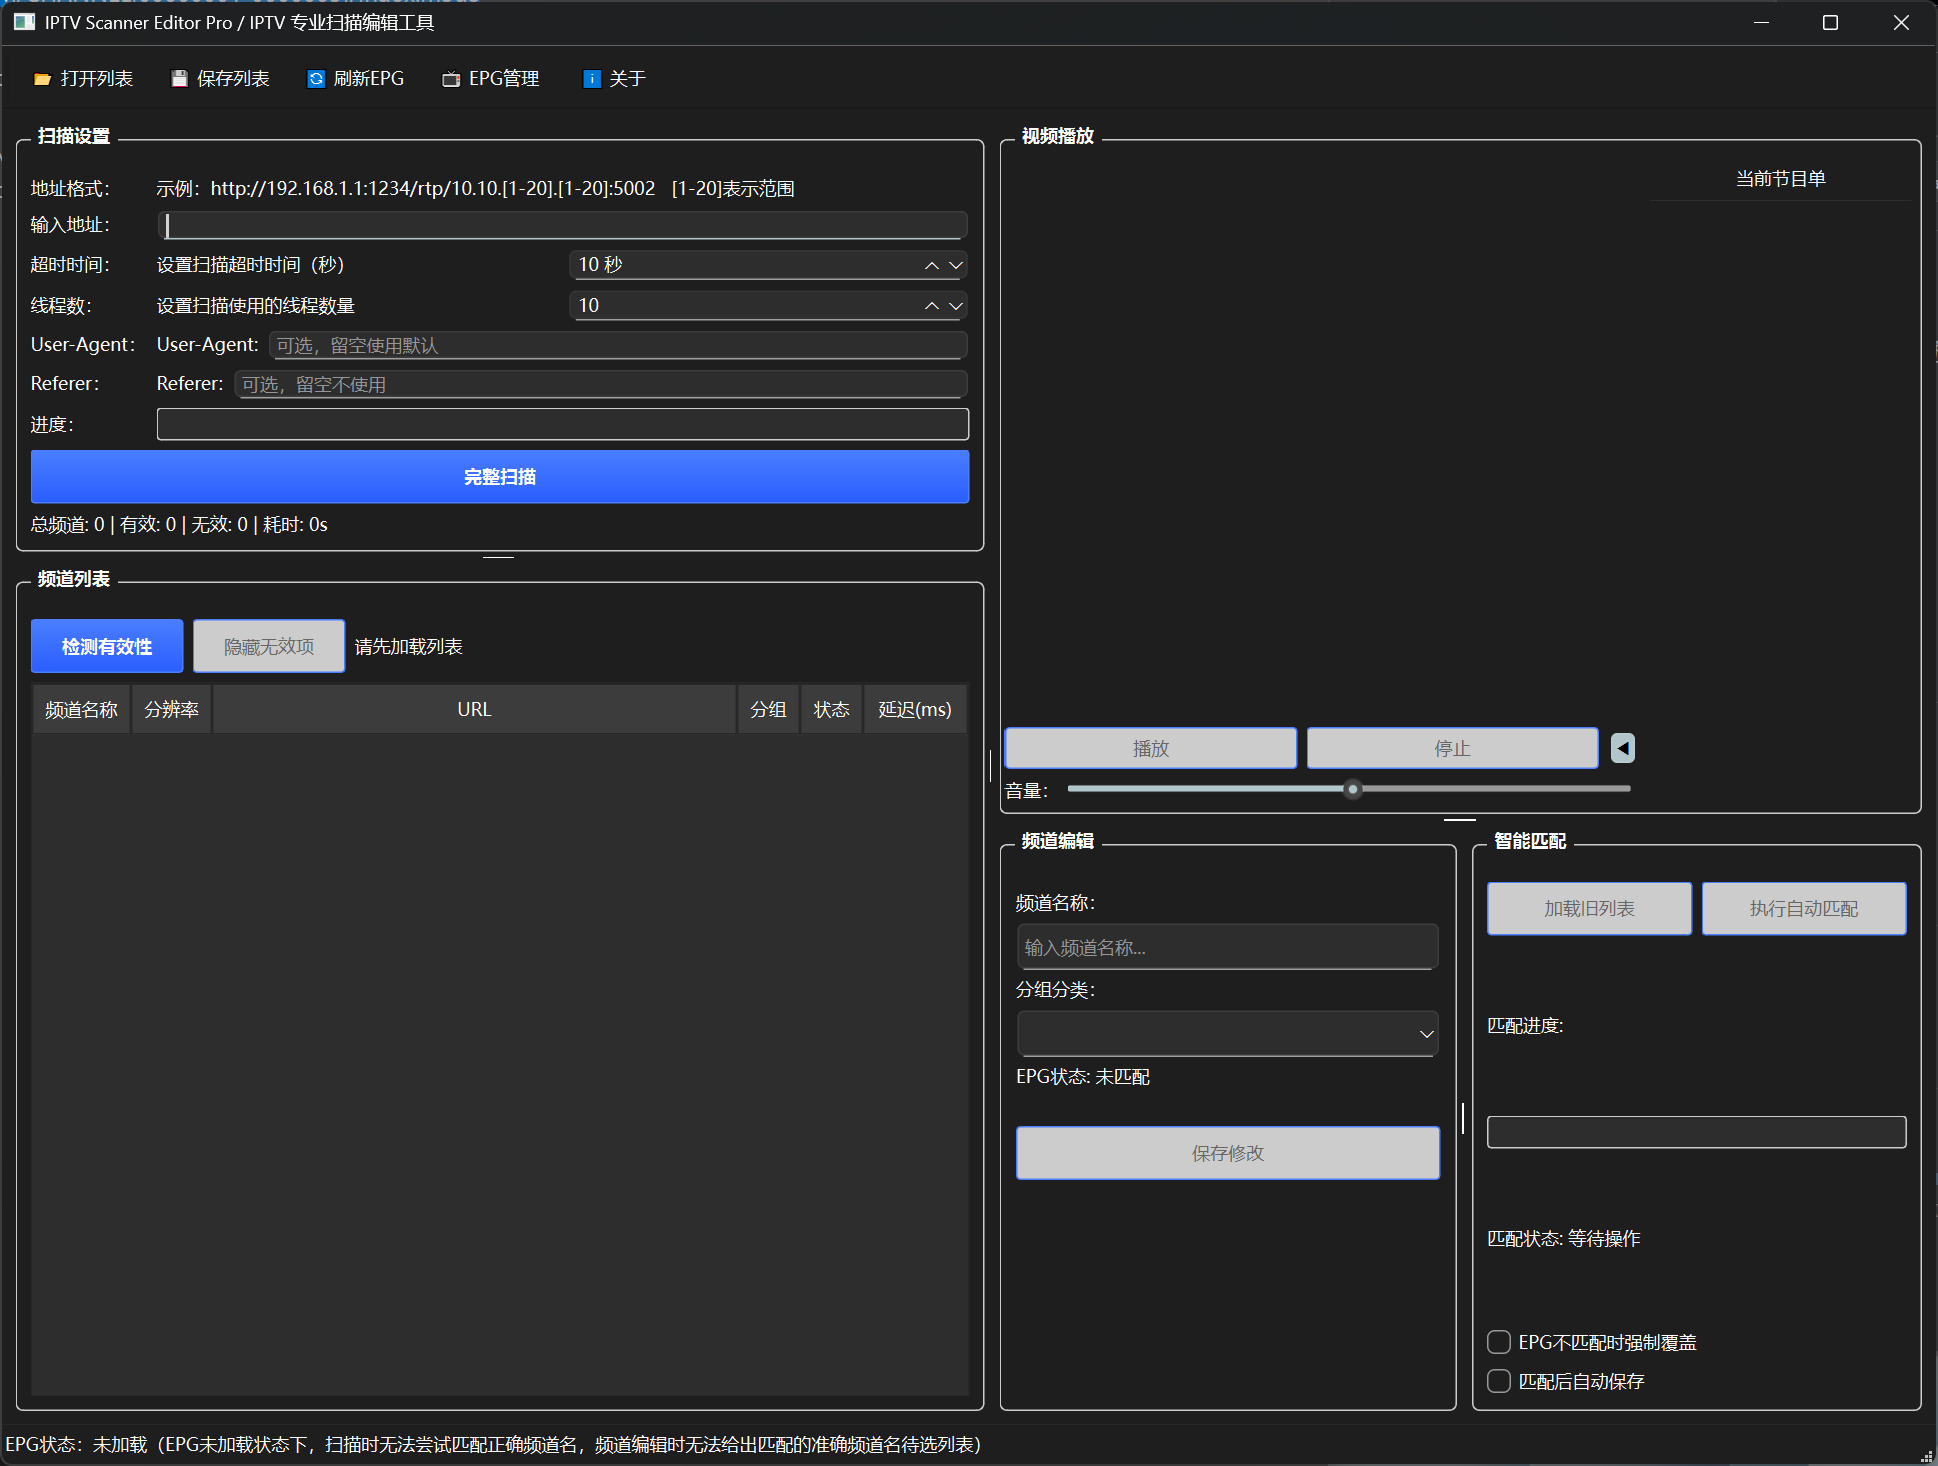 IPTV Scanner Editor Pro / IPTV 专业扫描编辑工具
打开列表 保存列表 刷新EPG EPG管理 关于
扫描设置
地址格式： 示例：http://192.168.1.1:1234/rtp/10.10.[1-20].[1-20]:5002 [1-20]表示范围
输入地址：
超时时间： 设置扫描超时时间（秒） 10 秒
线程数： 设置扫描使用的线程数量 10
User-Agent： User-Agent: 可选，留空使用默认
Referer： Referer: 可选，留空不使用
进度：
完整扫描
总频道: 0 | 有效: 0 | 无效: 0 | 耗时: 0s
频道列表
检测有效性 隐藏无效项 请先加载列表
频道名称 分辨率 URL 分组 状态 延迟(ms)
视频播放
当前节目单
播放 停止
音量：
频道编辑
频道名称：
输入频道名称...
分组分类：
EPG状态: 未匹配
保存修改
智能匹配
加载旧列表 执行自动匹配
匹配进度:
匹配状态: 等待操作
EPG不匹配时强制覆盖
匹配后自动保存
EPG状态：未加载（EPG未加载状态下，扫描时无法尝试匹配正确频道名，频道编辑时无法给出匹配的准确频道名待选列表）